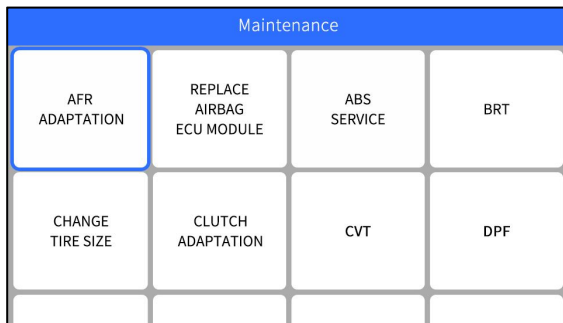 Maintenance
AFR
ADAPTATION
REPLACE
AIRBAG
ECU MODULE
ABS
SERVICE
BRT
CHANGE
TIRE SIZE
CLUTCH
ADAPTATION
CVT
DPF